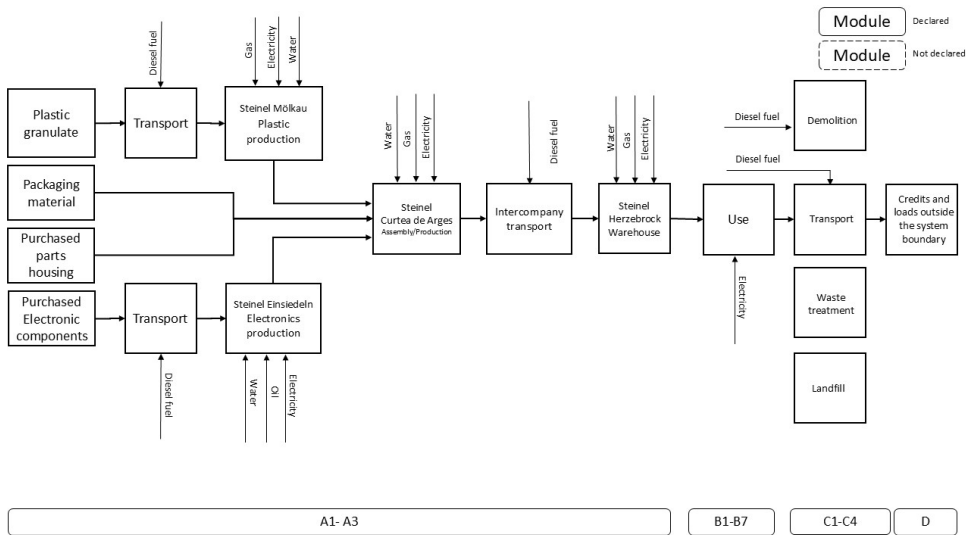 Module
Declared
Module
Not declared
Diesel fuel
Gas
Electricity
Water
Plastic
granulate
Transport
Steinel Mölkau
Plastic
production
Diesel fuel
Demolition
Packaging
material
Water
Gas
Electricity
Diesel fuel
Water
Gas
Electricity
Diesel fuel
Steinel
Curtea de Arges
Assembly/Production
Intercompany
transport
Steinel
Herzebrock
Warehouse
Use
Transport
Credits and
loads outside
the system
boundary
Purchased
parts
housing
Purchased
Electronic
components
Transport
Steinel Einsiedeln
Electronics
production
Electricity
Waste
treatment
Diesel fuel
Water
Oil
Electricity
Landfill
A1- A3
B1-B7
C1-C4
D